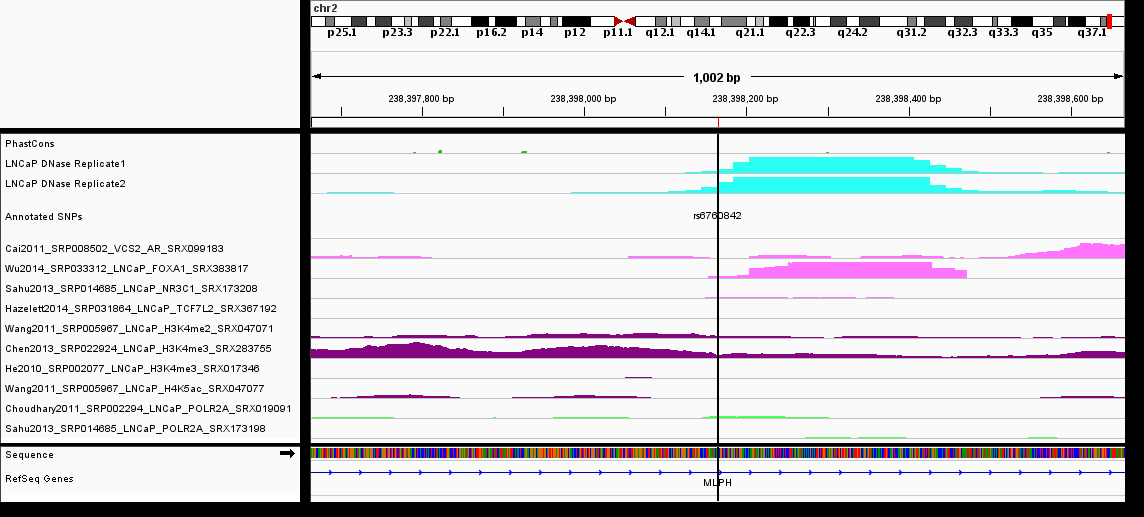 chr2
p25.1 p23.3 p22.1 p16.2 p14 p12 p11.1 q12.1 q14.1 q21.1 q22.3 q24.2 q31.2 q32.3 q33.3 q35 q37.1
1,002 bp
238,397,800 bp 238,398,000 bp 238,398,200 bp 238,398,400 bp 238,398,600 bp
PhastCons
LNCaP DNase Replicate1
LNCaP DNase Replicate2
Annotated SNPs
rs6760842
Cai2011_SRP008502_VCS2_AR_SRX099183
Wu2014_SRP033312_LNCaP_FOXA1_SRX383817
Sahu2013_SRP014685_LNCaP_NR3C1_SRX173208
Hazelett2014_SRP031864_LNCaP_TCF7L2_SRX367192
Wang2011_SRP005967_LNCaP_H3K4me2_SRX047071
Chen2013_SRP022924_LNCaP_H3K4me3_SRX283755
He2010_SRP002077_LNCaP_H3K4me3_SRX017346
Wang2011_SRP005967_LNCaP_H4K5ac_SRX047077
Choudhary2011_SRP002294_LNCaP_POLR2A_SRX019091
Sahu2013_SRP014685_LNCaP_POLR2A_SRX173198
Sequence
RefSeq Genes
MLPH